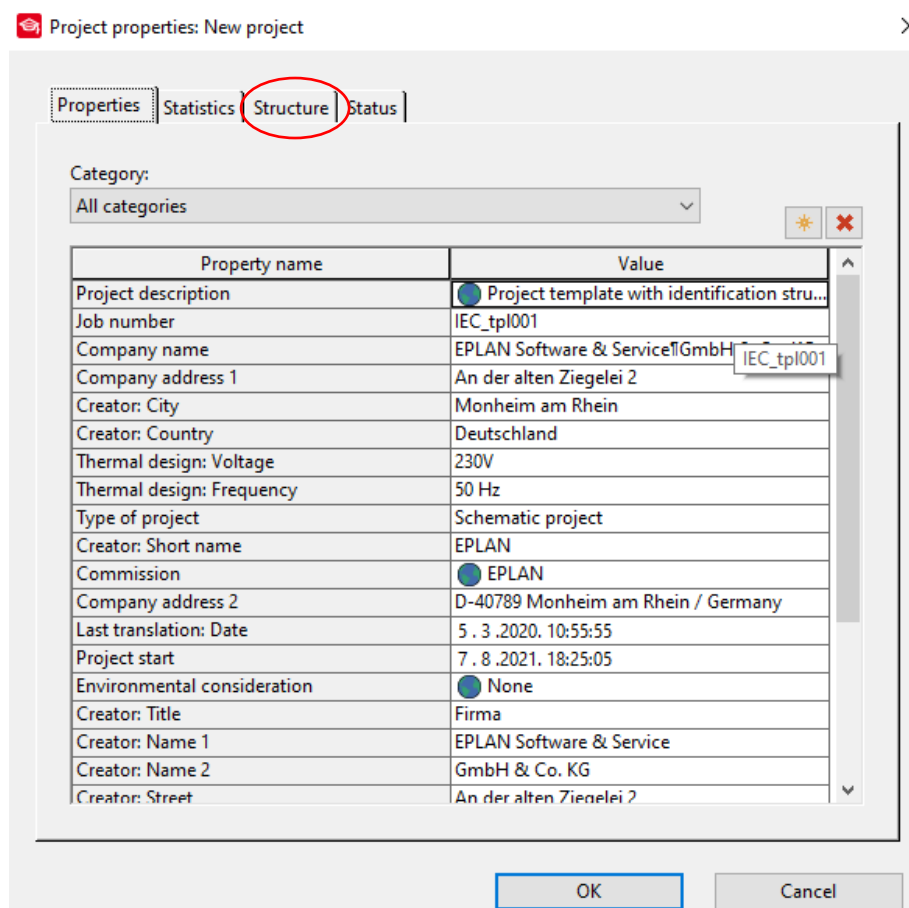 Project properties: New project
Properties Statistics Structure Status
Category:
All categories
Property name Value
Project description Project template with identification stru...
Job number IEC_tpl001
Company name EPLAN Software & Service¶GmbH
IEC_tpl001
Company address 1 An der alten Ziegelei 2
Creator: City Monheim am Rhein
Creator: Country Deutschland
Thermal design: Voltage 230V
Thermal design: Frequency 50 Hz
Type of project Schematic project
Creator: Short name EPLAN
Commission EPLAN
Company address 2 D-40789 Monheim am Rhein / Germany
Last translation: Date 5 . 3 .2020. 10:55:55
Project start 7 . 8 .2021. 18:25:05
Environmental consideration None
Creator: Title Firma
Creator: Name 1 EPLAN Software & Service
Creator: Name 2 GmbH & Co. KG
Creator: Street An der alten Ziegelei 2
OK Cancel